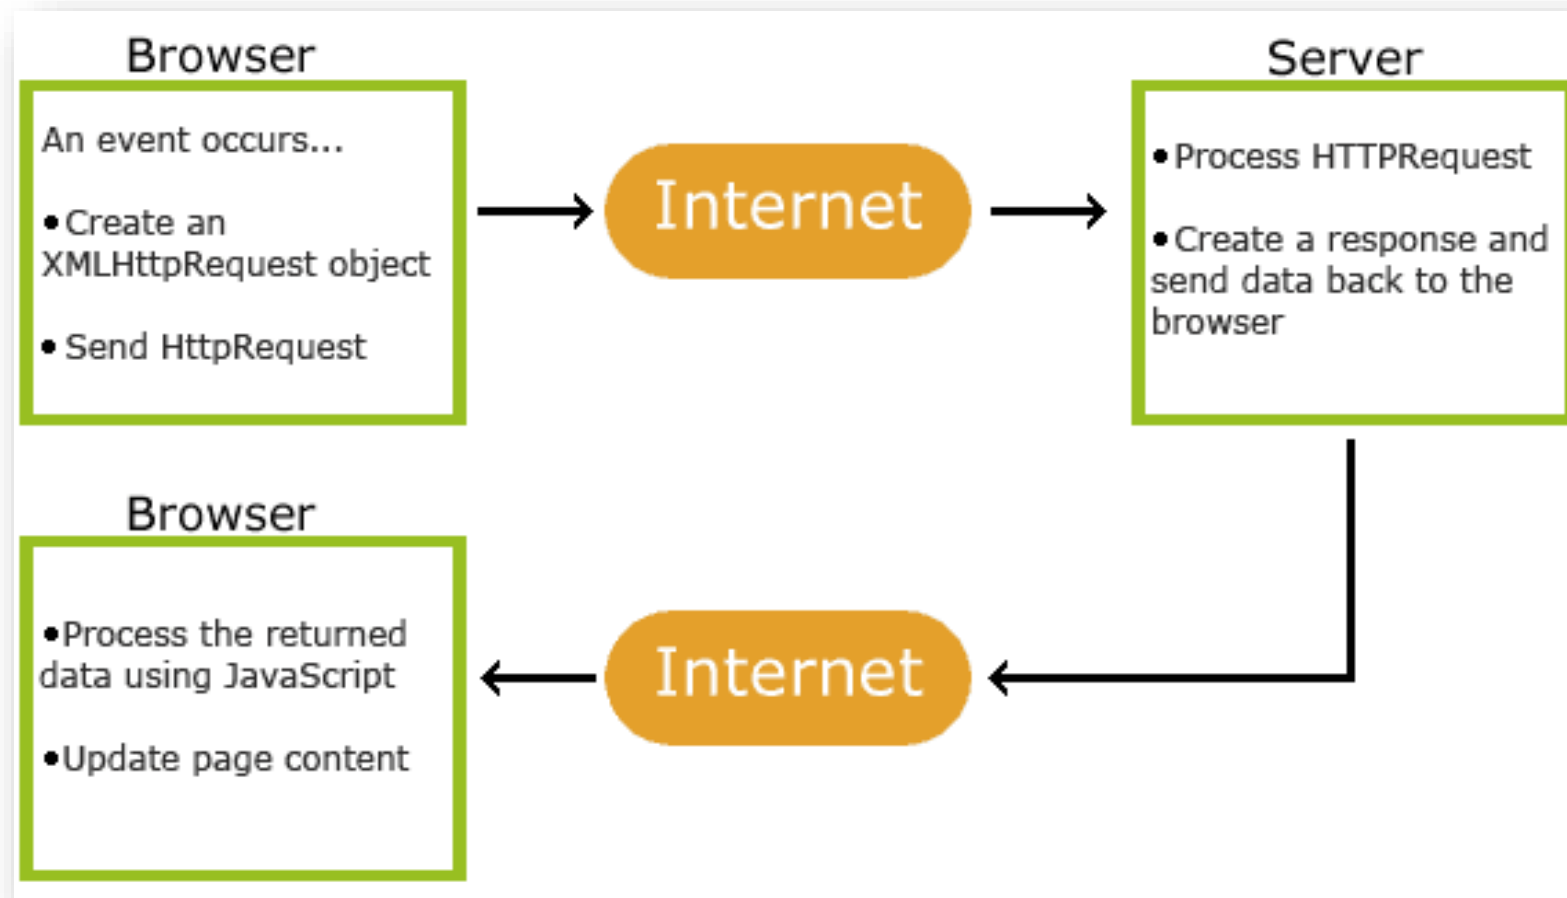 Browser
An event occurs...
•Create an
XMLHttpRequest object
• Send HttpRequest
Internet
Server
•Process HTTPRequest
•Create a response and
send data back to the
browser
Browser
•Process the returned
data using JavaScript
•Update page content
Internet